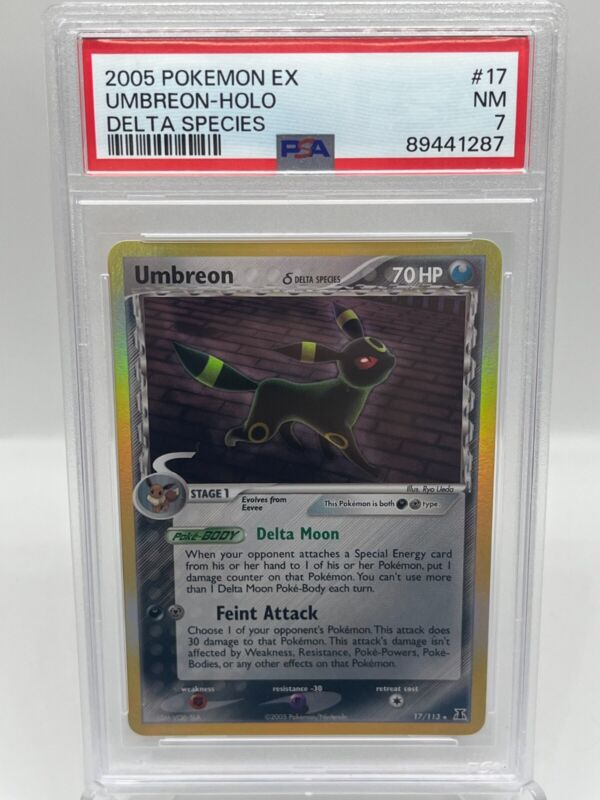 2005 POKEMON EX #17
UMBREON-HOLO NM
DELTA SPECIES 7
PSA 89441287
Umbreon δ DELTA SPECIES 70 HP
Illus. Ryo Ueda
STAGE 1 Evolves from Eevee This Pokémon is both type.
Poké-BODY Delta Moon
When your opponent attaches a Special Energy card
from his or her hand to 1 of his or her Pokémon, put 1
damage counter on that Pokémon. You can't use more
than 1 Delta Moon Poké-Body each turn.
Feint Attack
Choose 1 of your opponent's Pokémon. This attack does
30 damage to that Pokémon. This attack's damage isn't
affected by Weakness, Resistance, Poké-Powers, Poké-
Bodies, or any other effects on that Pokémon.
weakness resistance -30 retreat cost
©2005 Pokémon/Nintendo 17/113